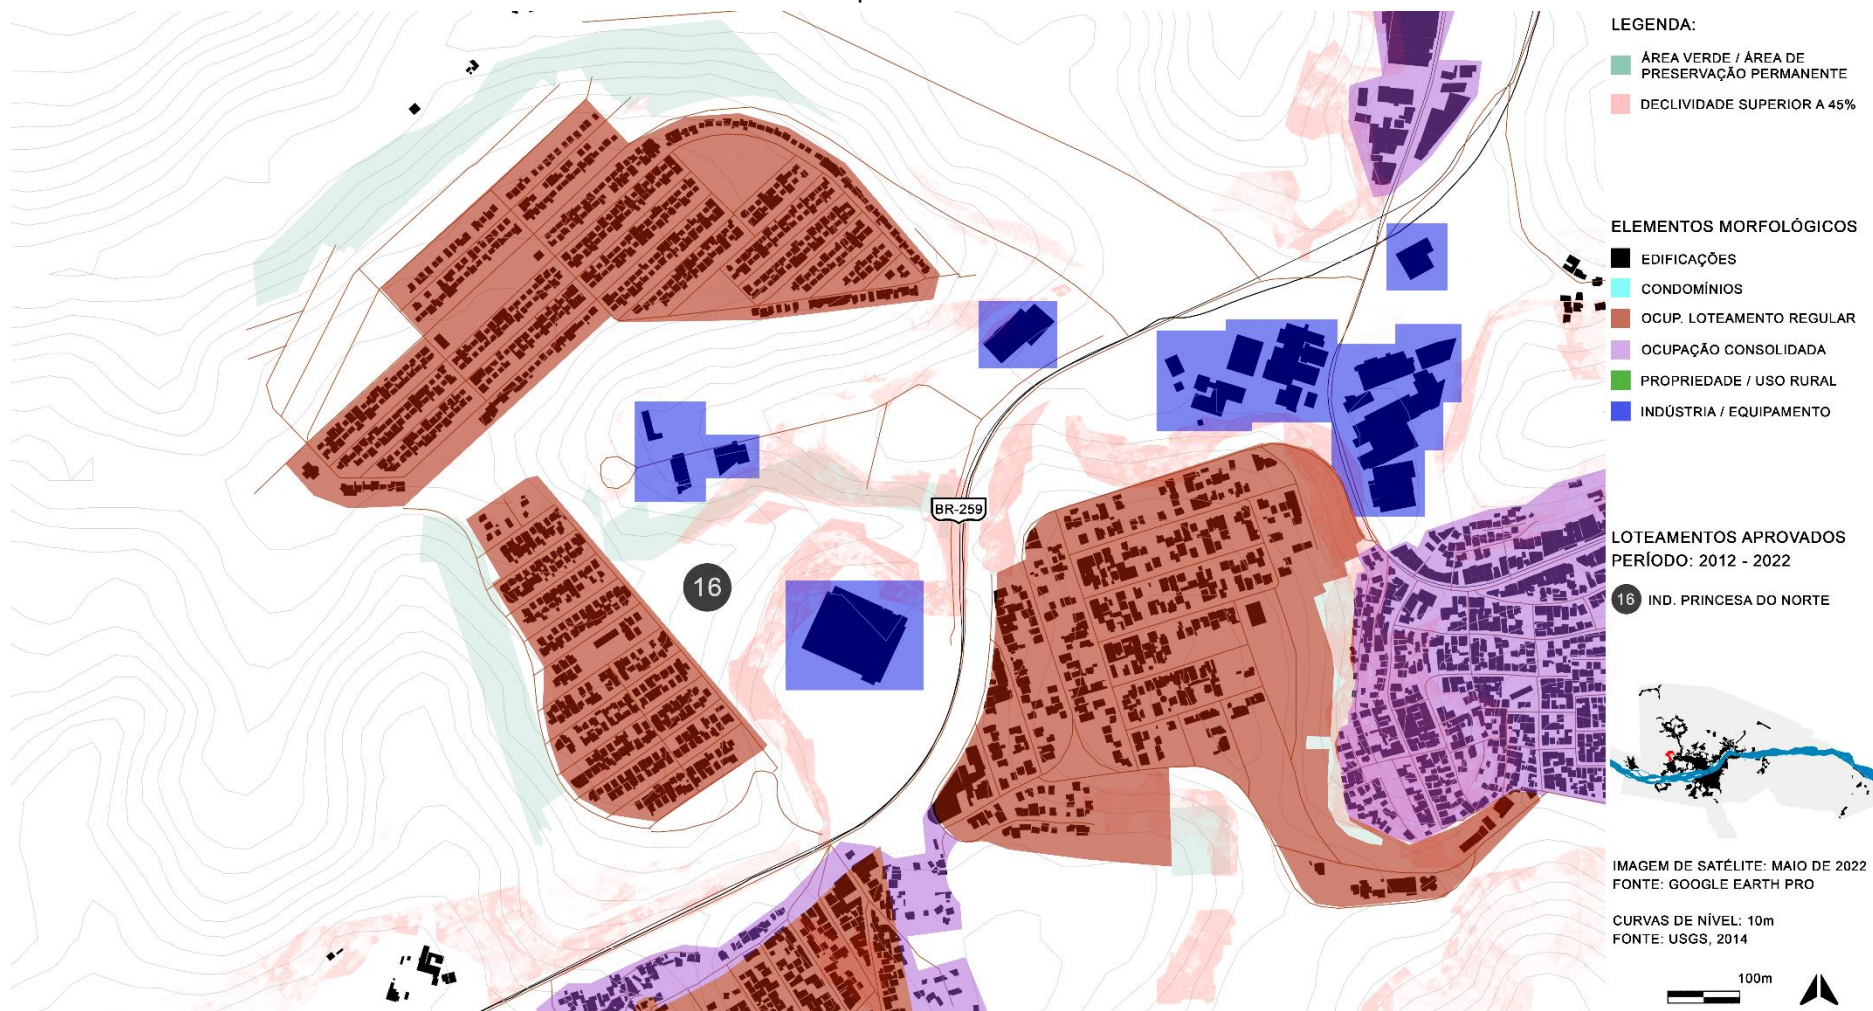 LEGENDA:
ÁREA VERDE / ÁREA DE
PRESERVAÇÃO PERMANENTE
DECLIVIDADE SUPERIOR A 45%
ELEMENTOS MORFOLÓGICOS
EDIFICAÇÕES
CONDOMÍNIOS
OCUP. LOTEAMENTO REGULAR
OCUPAÇÃO CONSOLIDADA
PROPRIEDADE / USO RURAL
INDÚSTRIA / EQUIPAMENTO
BR-259
16
LOTEAMENTOS APROVADOS
PERÍODO: 2012 - 2022
16 IND. PRINCESA DO NORTE
IMAGEM DE SATÉLITE: MAIO DE 2022
FONTE: GOOGLE EARTH PRO
CURVAS DE NÍVEL: 10m
FONTE: USGS, 2014
100m